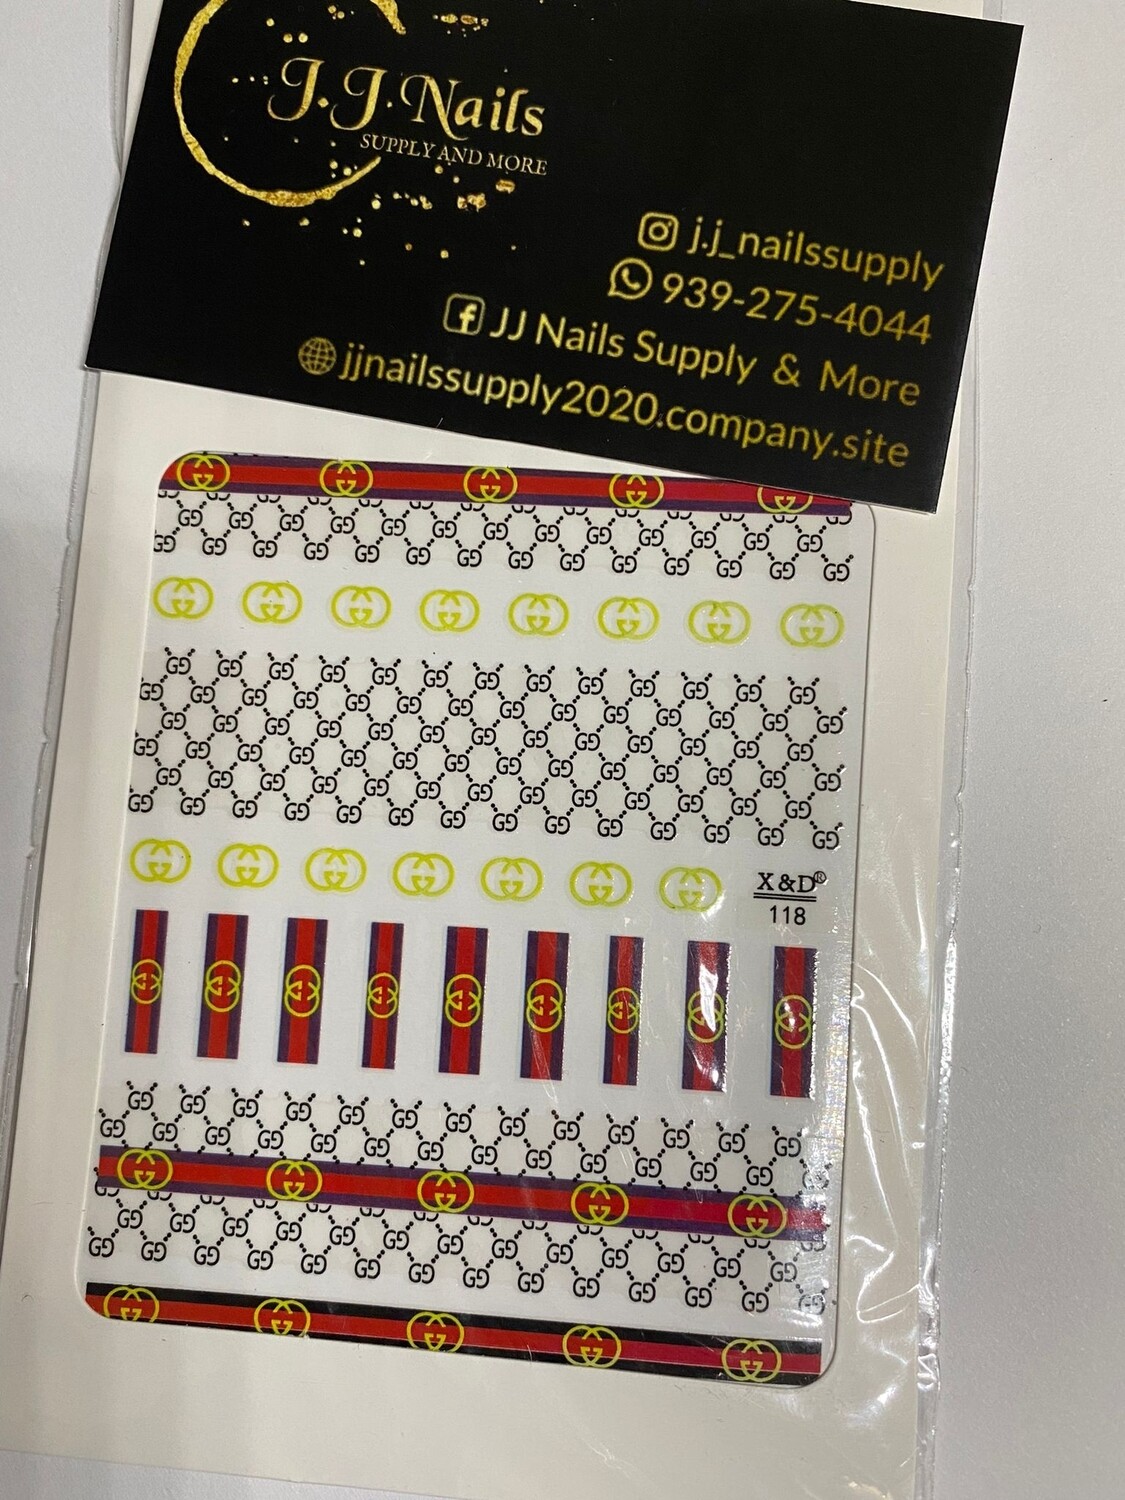 J.J. Nails
SUPPLY AND MORE
j.j_nailssupply
939-275-4044
JJ Nails Supply & More
jjnailssupply2020.company.site
X&D®
118